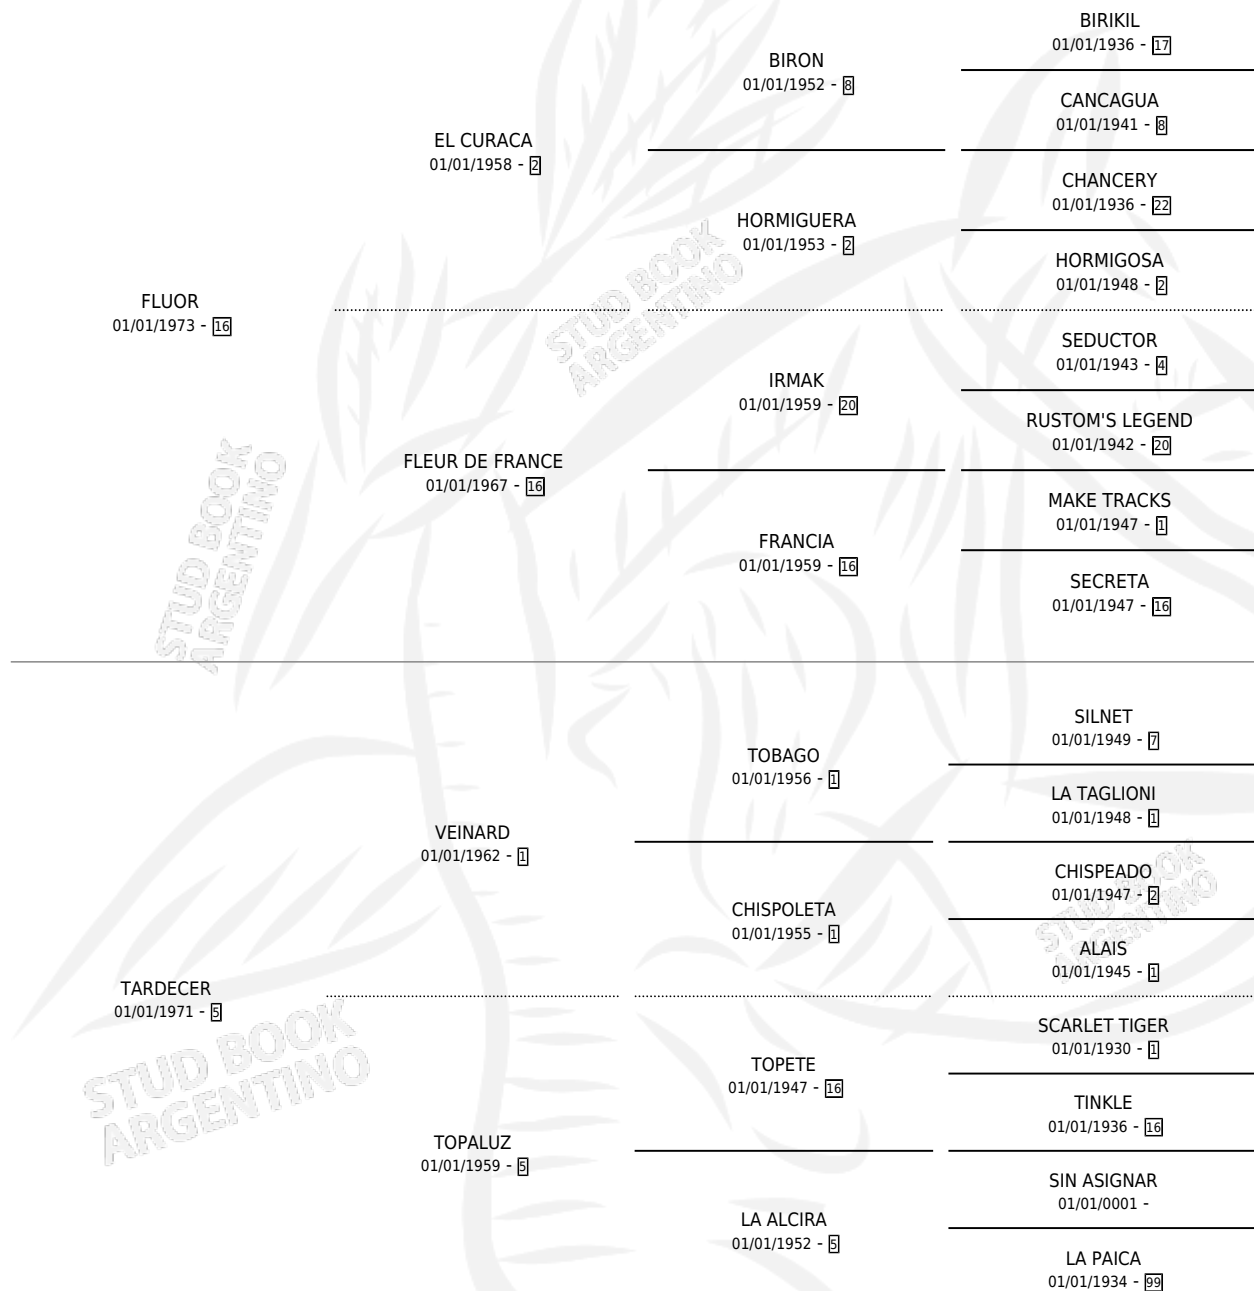 BIRIKIL
01/01/1936 - 17
BIRON
01/01/1952 - 8
CANCAGUA
01/01/1941 - 8
EL CURACA
01/01/1958 - 2
CHANCERY
01/01/1936 - 22
HORMIGUERA
01/01/1953 - 2
HORMIGOSA
01/01/1948 - 2
STUD BOOK
ARGENTINO
FLUOR
01/01/1973 - 16
SEDUCTOR
01/01/1943 - 4
IRMAK
01/01/1959 - 20
RUSTOM'S LEGEND
01/01/1942 - 20
FLEUR DE FRANCE
01/01/1967 - 16
MAKE TRACKS
01/01/1947 - 1
FRANCIA
01/01/1959 - 16
SECRETA
01/01/1947 - 16
STUD BOOK
ARGENTINO
SILNET
01/01/1949 - 7
TOBAGO
01/01/1956 - 1
LA TAGLIONI
01/01/1948 - 1
VEINARD
01/01/1962 - 1
CHISPEADO
01/01/1947 - 2
CHISPOLETA
01/01/1955 - 1
ALAIS
01/01/1945 - 1
STUD BOOK
ARGENTINO
TARDECER
01/01/1971 - 5
SCARLET TIGER
01/01/1930 - 1
TOPETE
01/01/1947 - 16
TINKLE
01/01/1936 - 16
STUD BOOK
ARGENTINO
TOPALUZ
01/01/1959 - 5
SIN ASIGNAR
01/01/0001 -
LA ALCIRA
01/01/1952 - 5
LA PAICA
01/01/1934 - 99